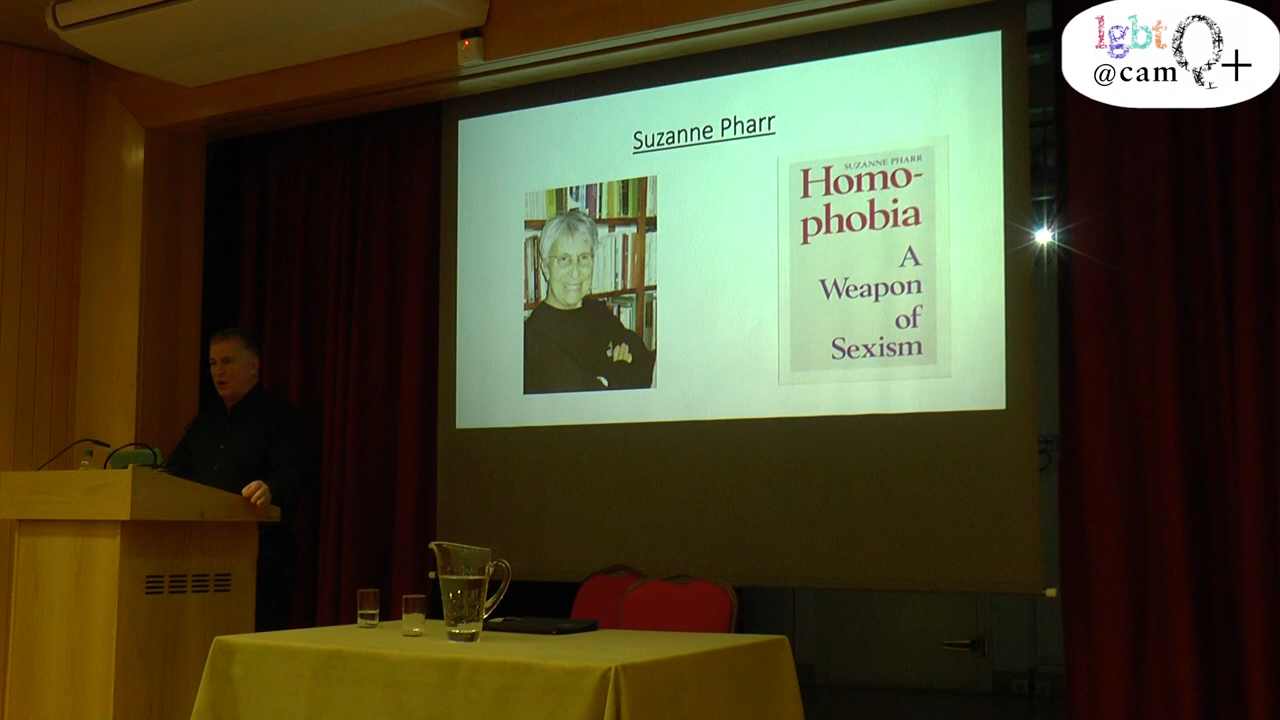 lgbtQ+
@cam
Suzanne Pharr
SUZANNE PHARR
Homo-
phobia
A
Weapon
of
Sexism